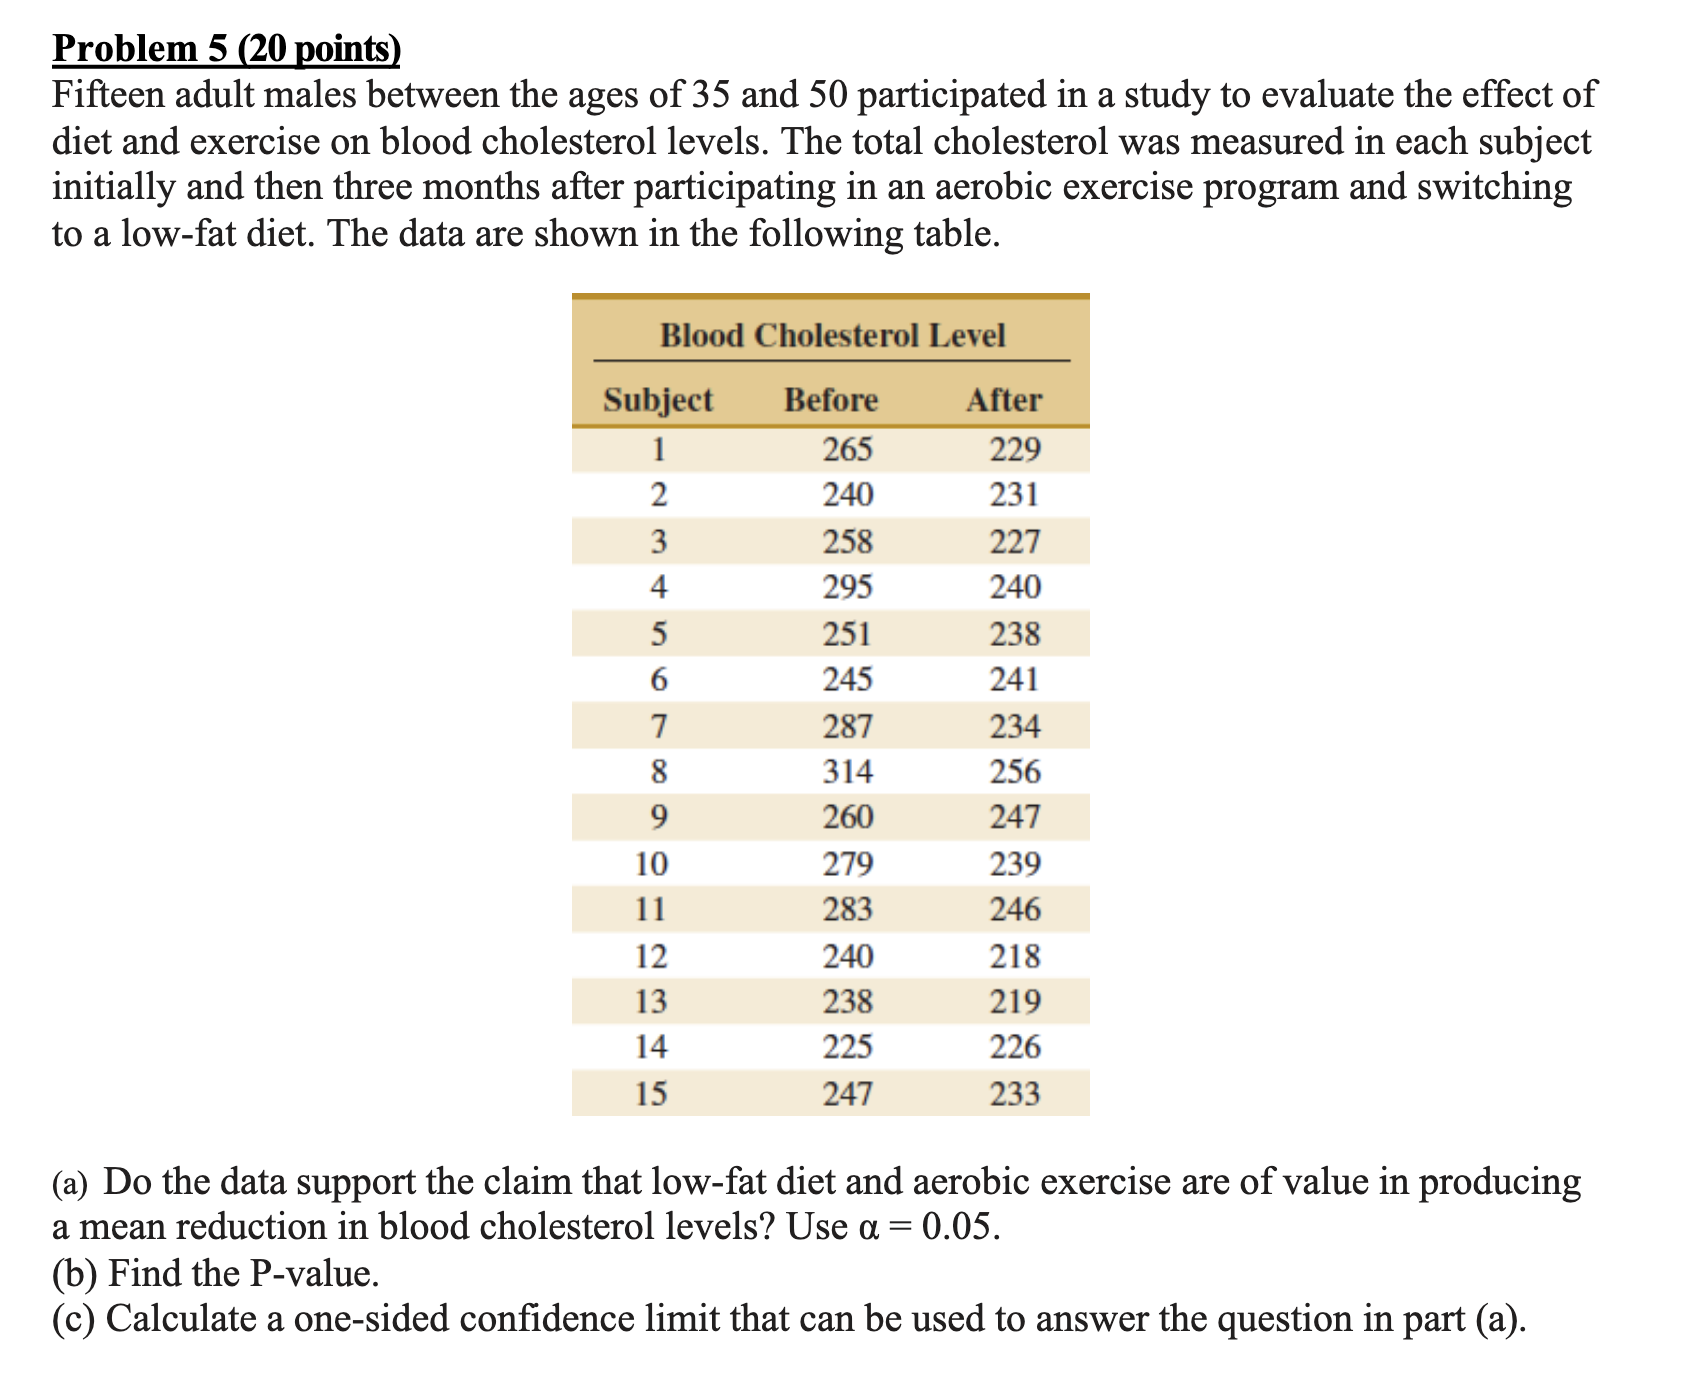 Problem 5 (20 points)
Fifteen adult males between the ages of 35 and 50 participated in a study to evaluate the effect of
diet and exercise on blood cholesterol levels. The total cholesterol was measured in each subject
initially and then three months after participating in an aerobic exercise program and switching
to a low-fat diet. The data are shown in the following table.
Blood Cholesterol Level
Subject Before After
1 265 229
2 240 231
3 258 227
4 295 240
5 251 238
6 245 241
7 287 234
8 314 256
9 260 247
10 279 239
11 283 246
12 240 218
13 238 219
14 225 226
15 247 233
(a) Do the data support the claim that low-fat diet and aerobic exercise are of value in producing
a mean reduction in blood cholesterol levels? Use α = 0.05.
(b) Find the P-value.
(c) Calculate a one-sided confidence limit that can be used to answer the question in part (a).